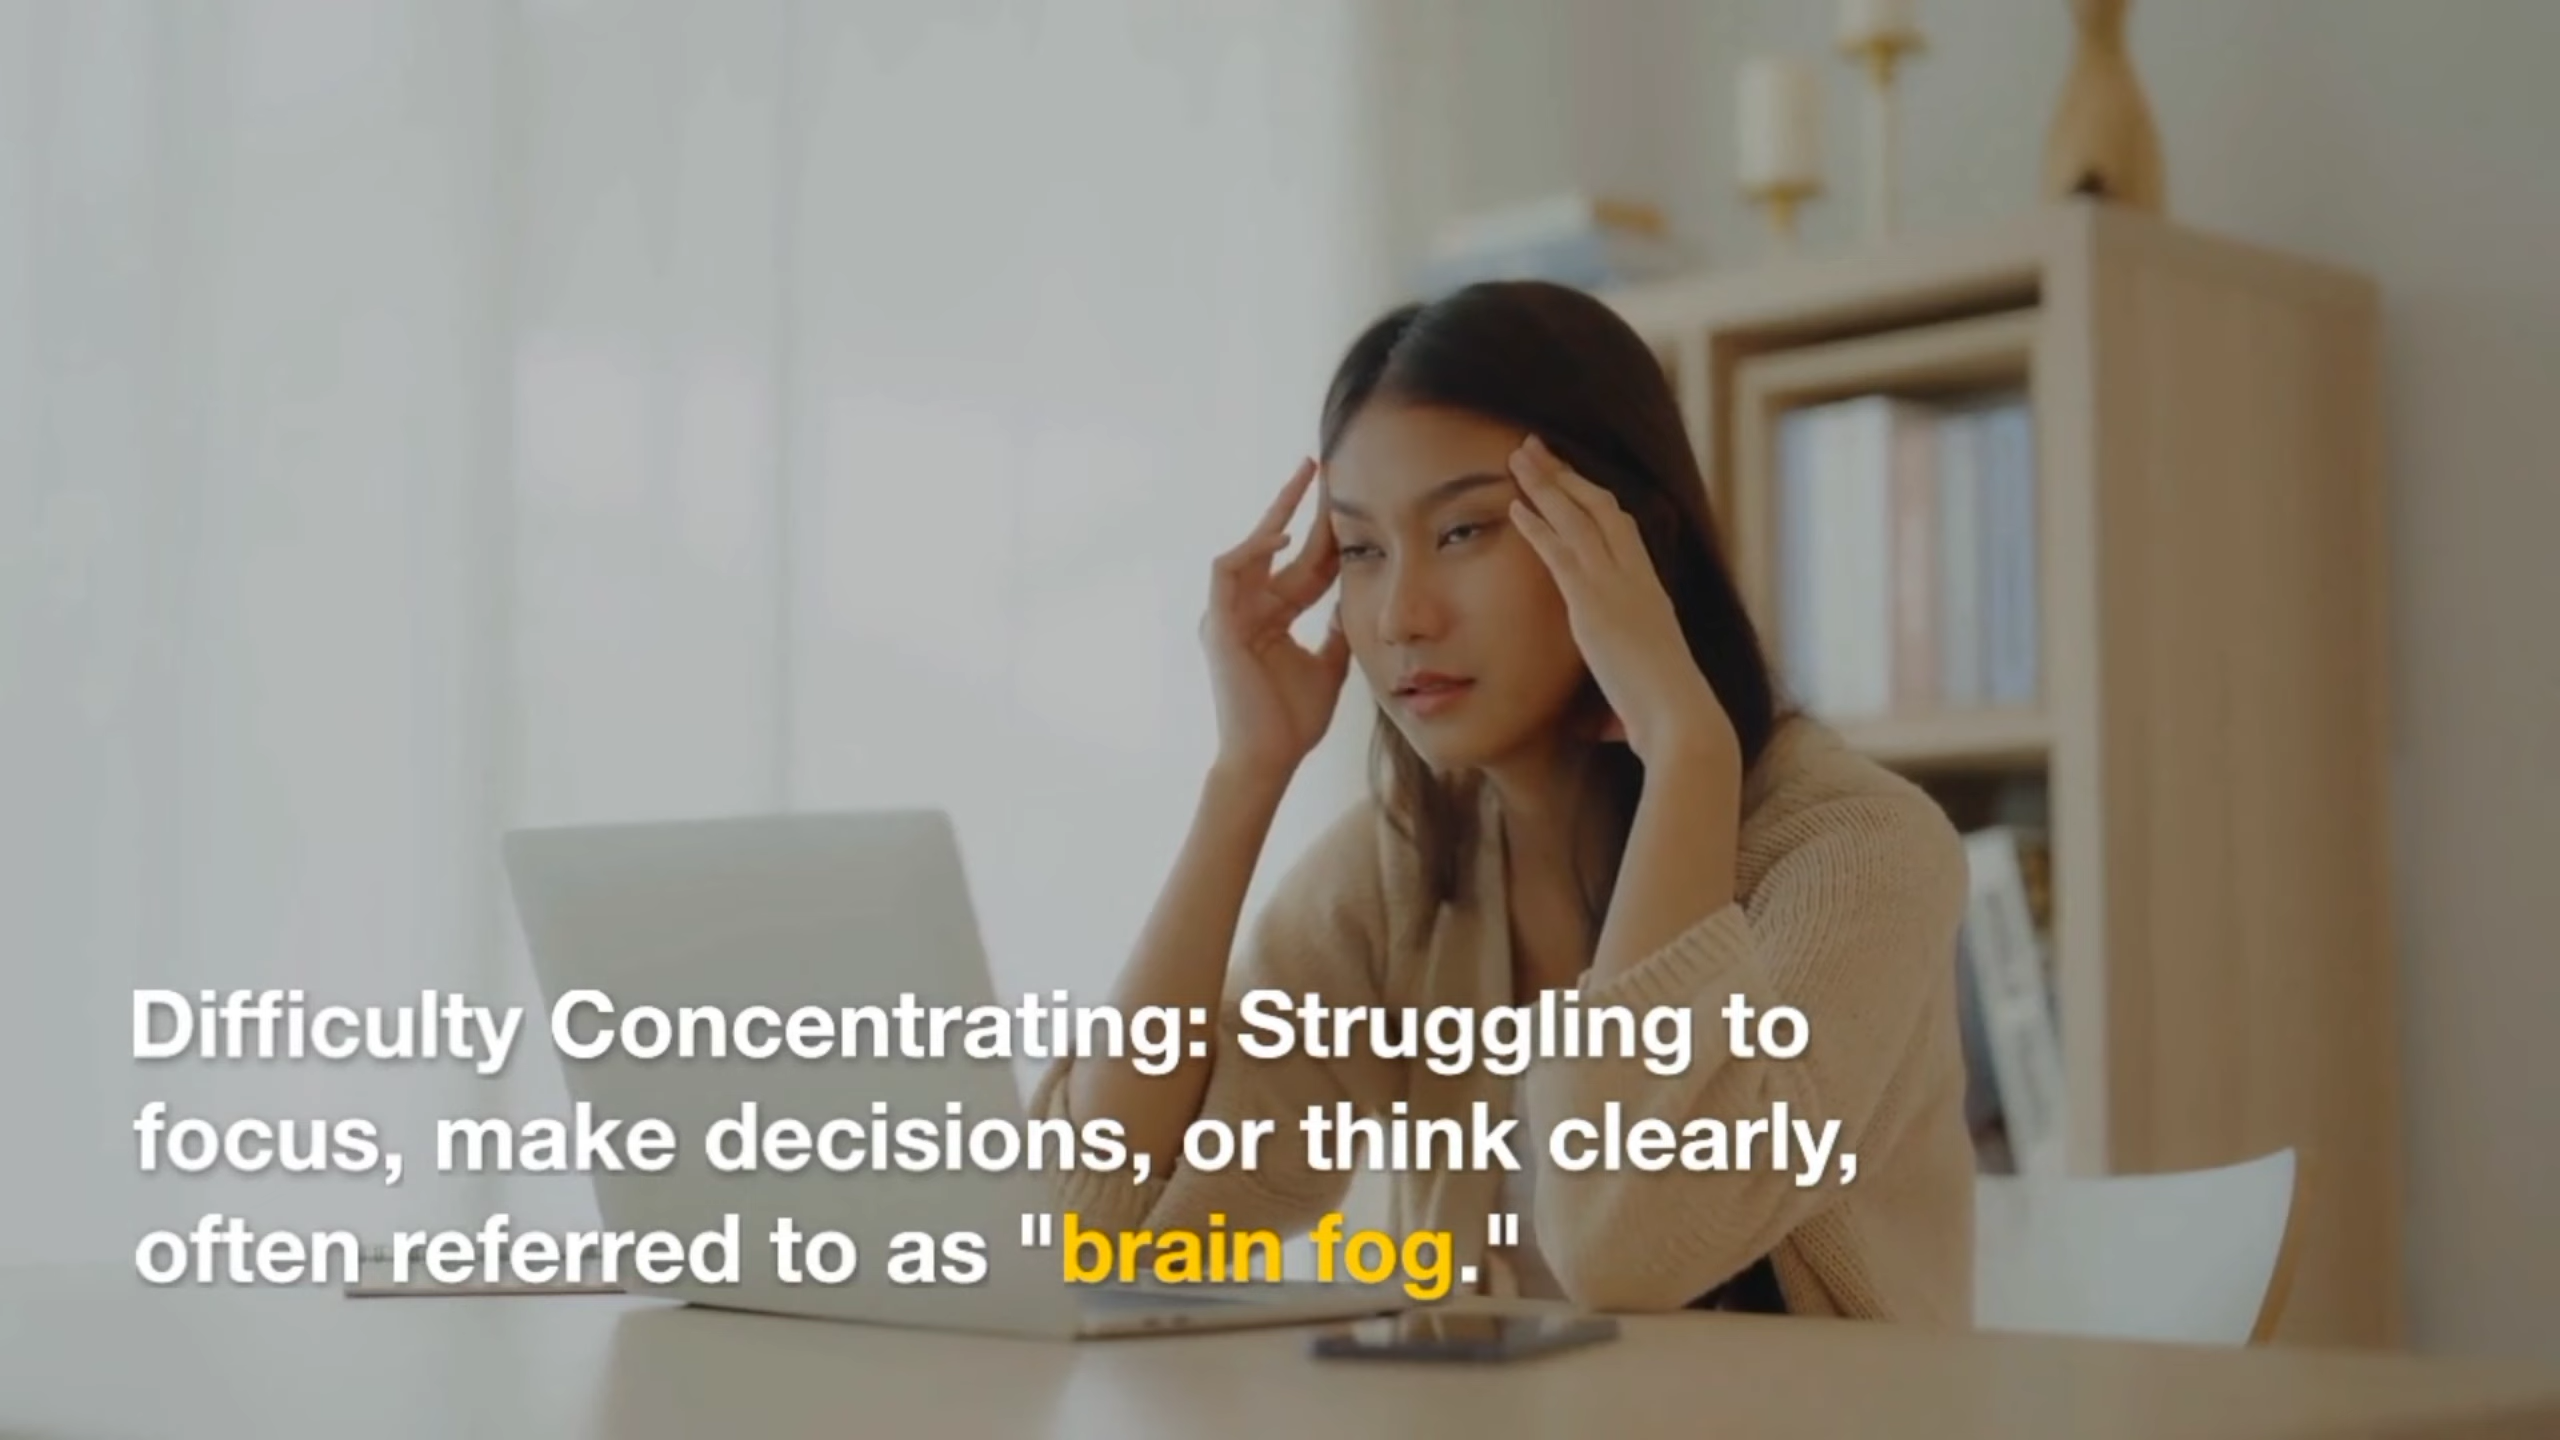 Difficulty Concentrating: Struggling to
focus, make decisions, or think clearly,
often referred to as "brain fog."